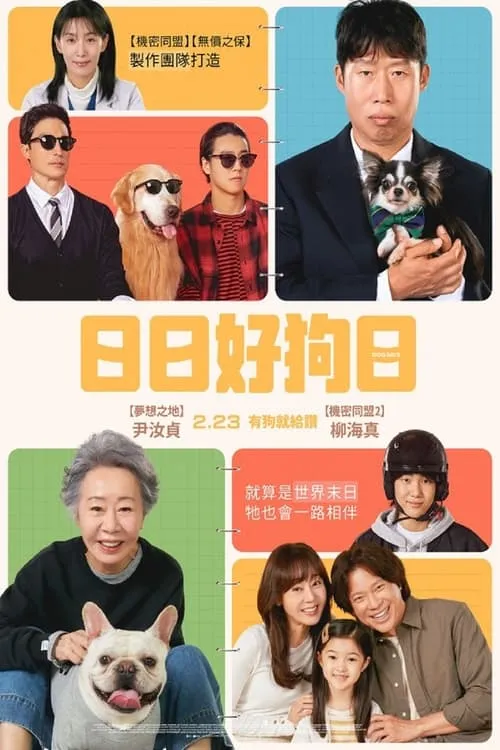 【機密同盟】【無價之保】
製作團隊打造
日日好狗日
DOG DAYS
【夢想之地】
尹汝貞
2.23 有狗就給讚
【機密同盟2】
柳海真
就算是世界末日
牠也會一路相伴